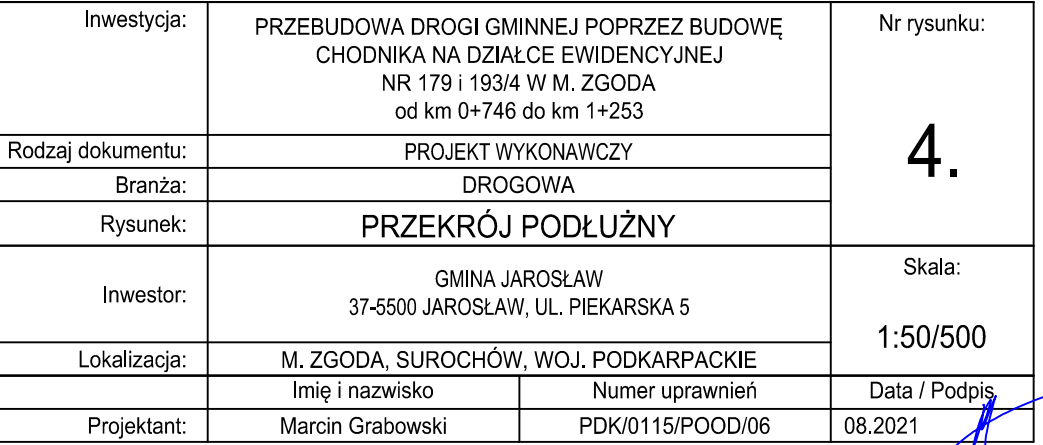 Inwestycja:
PRZEBUDOWA DROGI GMINNEJ POPRZEZ BUDOWĘ
CHODNIKA NA DZIAŁCE EWIDENCYJNEJ
NR 179 i 193/4 W M. ZGODA
od km 0+746 do km 1+253
Nr rysunku:
4.
Rodzaj dokumentu:
PROJEKT WYKONAWCZY
Branża:
DROGOWA
Rysunek:
PRZEKRÓJ PODŁUŻNY
Inwestor:
GMINA JAROSŁAW
37-5500 JAROSŁAW, UL. PIEKARSKA 5
Skala:
1:50/500
Lokalizacja:
M. ZGODA, SUROCHÓW, WOJ. PODKARPACKIE
Imię i nazwisko
Numer uprawnień
Data / Podpis
Projektant:
Marcin Grabowski
PDK/0115/POOD/06
08.2021